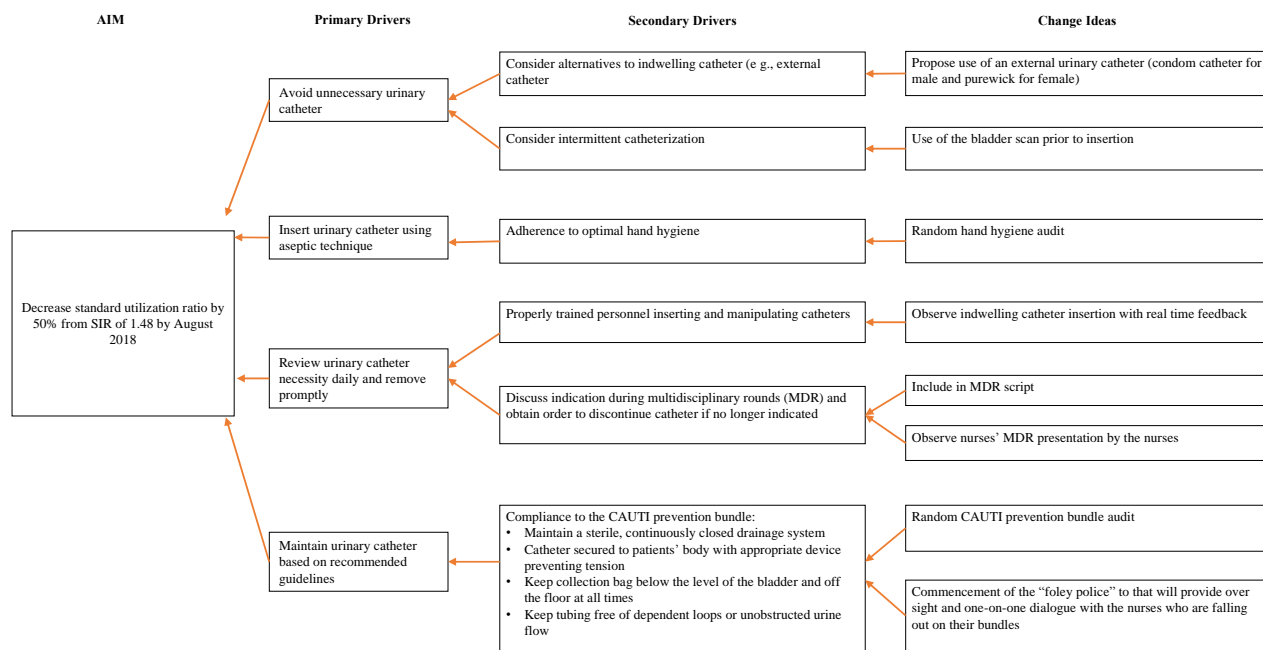 AIM
Primary Drivers
Secondary Drivers
Change Ideas
Decrease standard utilization ratio by
50% from SIR of 1.48 by August
2018
Avoid unnecessary urinary
catheter
Insert urinary catheter using
aseptic technique
Review urinary catheter
necessity daily and remove
promptly
Maintain urinary catheter
based on recommended
guidelines
Consider alternatives to indwelling catheter (e g., external
catheter
Consider intermittent catheterization
Adherence to optimal hand hygiene
Properly trained personnel inserting and manipulating catheters
Discuss indication during multidisciplinary rounds (MDR) and
obtain order to discontinue catheter if no longer indicated
Compliance to the CAUTI prevention bundle:
• Maintain a sterile, continuously closed drainage system
• Catheter secured to patients’ body with appropriate device
preventing tension
• Keep collection bag below the level of the bladder and off
the floor at all times
• Keep tubing free of dependent loops or unobstructed urine
flow
Propose use of an external urinary catheter (condom catheter for
male and purewick for female)
Use of the bladder scan prior to insertion
Random hand hygiene audit
Observe indwelling catheter insertion with real time feedback
Include in MDR script
Observe nurses’ MDR presentation by the nurses
Random CAUTI prevention bundle audit
Commencement of the “foley police” to that will provide over
sight and one-on-one dialogue with the nurses who are falling
out on their bundles